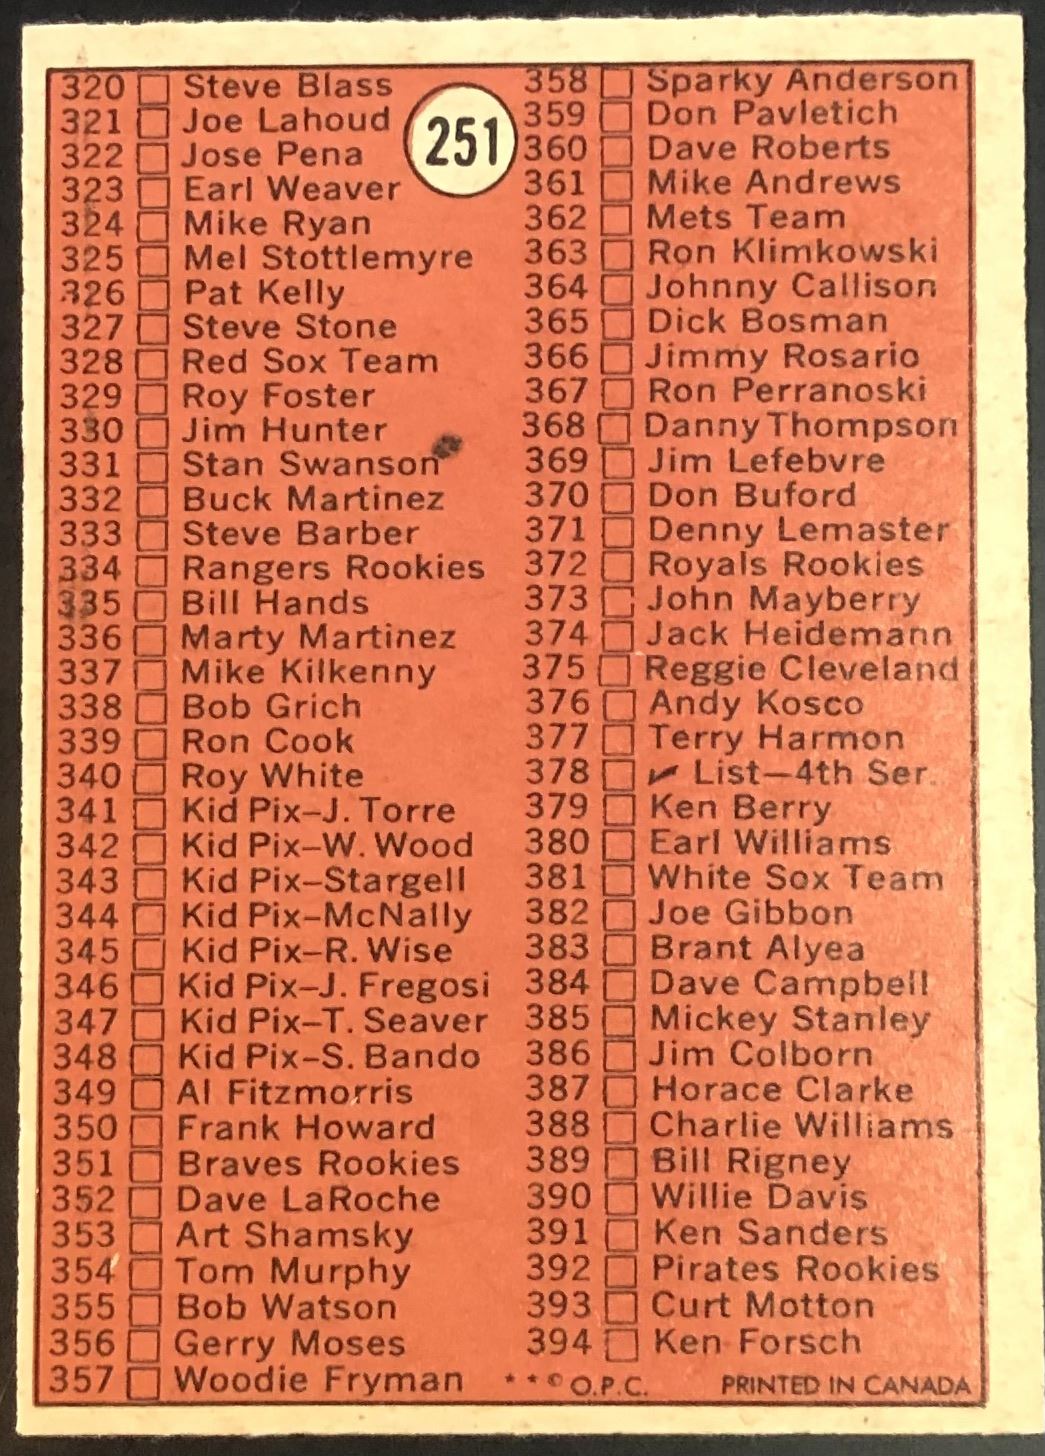 251
320 Steve Blass
321 Joe Lahoud
322 Jose Pena
323 Earl Weaver
324 Mike Ryan
325 Mel Stottlemyre
326 Pat Kelly
327 Steve Stone
328 Red Sox Team
329 Roy Foster
330 Jim Hunter
331 Stan Swanson
332 Buck Martinez
333 Steve Barber
334 Rangers Rookies
335 Bill Hands
336 Marty Martinez
337 Mike Kilkenny
338 Bob Grich
339 Ron Cook
340 Roy White
341 Kid Pix–J. Torre
342 Kid Pix–W. Wood
343 Kid Pix–Stargell
344 Kid Pix–McNally
345 Kid Pix–R. Wise
346 Kid Pix–J. Fregosi
347 Kid Pix–T. Seaver
348 Kid Pix–S. Bando
349 Al Fitzmorris
350 Frank Howard
351 Braves Rookies
352 Dave LaRoche
353 Art Shamsky
354 Tom Murphy
355 Bob Watson
356 Gerry Moses
357 Woodie Fryman
358 Sparky Anderson
359 Don Pavletich
360 Dave Roberts
361 Mike Andrews
362 Mets Team
363 Ron Klimkowski
364 Johnny Callison
365 Dick Bosman
366 Jimmy Rosario
367 Ron Perranoski
368 Danny Thompson
369 Jim Lefebvre
370 Don Buford
371 Denny Lemaster
372 Royals Rookies
373 John Mayberry
374 Jack Heidemann
375 Reggie Cleveland
376 Andy Kosco
377 Terry Harmon
378 ✓ List–4th Ser.
379 Ken Berry
380 Earl Williams
381 White Sox Team
382 Joe Gibbon
383 Brant Alyea
384 Dave Campbell
385 Mickey Stanley
386 Jim Colborn
387 Horace Clarke
388 Charlie Williams
389 Bill Rigney
390 Willie Davis
391 Ken Sanders
392 Pirates Rookies
393 Curt Motton
394 Ken Forsch
* * © O.P.C. PRINTED IN CANADA